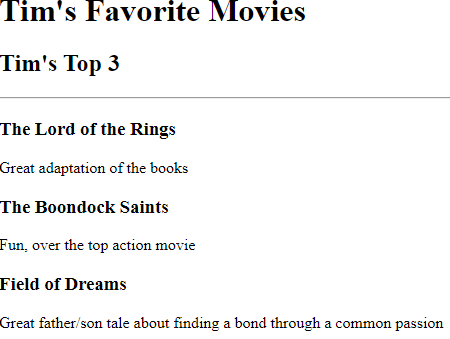 Tim's Favorite Movies
Tim's Top 3
The Lord of the Rings
Great adaptation of the books
The Boondock Saints
Fun, over the top action movie
Field of Dreams
Great father/son tale about finding a bond through a common passion